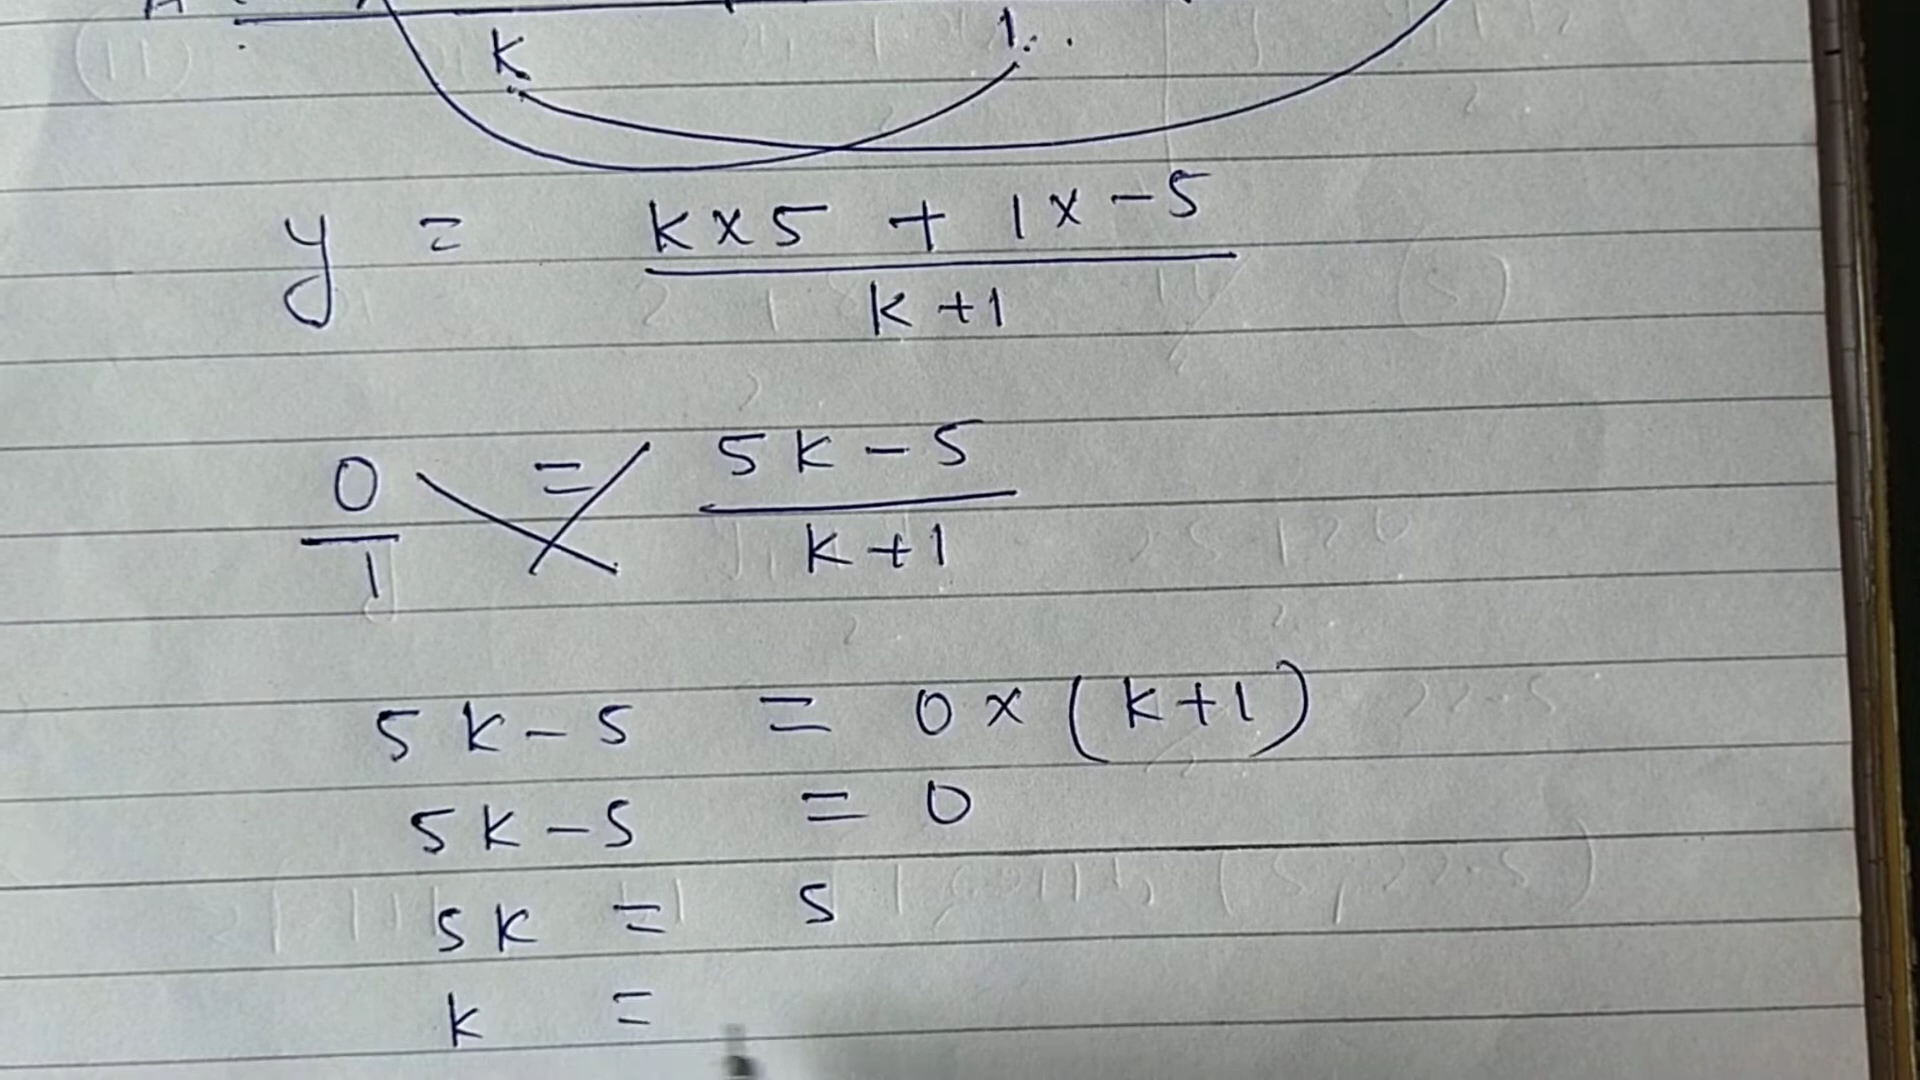 K 1
y = K×5 + 1×-5 / K+1
0/1 = 5K-5 / K+1
5K-5 = 0×(K+1)
5K-5 = 0
5K = 5
K =